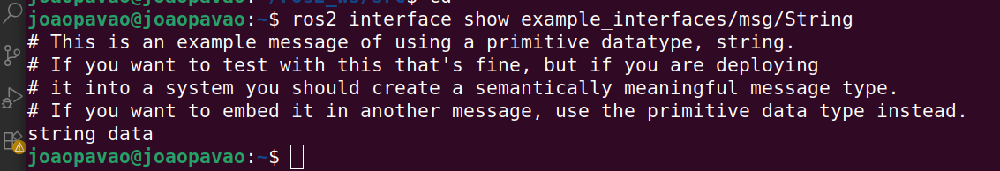 joaopavao@joaopavao:~/ros2_ws/src$ cd
joaopavao@joaopavao:~$ ros2 interface show example_interfaces/msg/String
# This is an example message of using a primitive datatype, string.
# If you want to test with this that's fine, but if you are deploying
# it into a system you should create a semantically meaningful message type.
# If you want to embed it in another message, use the primitive data type instead.
string data
joaopavao@joaopavao:~$